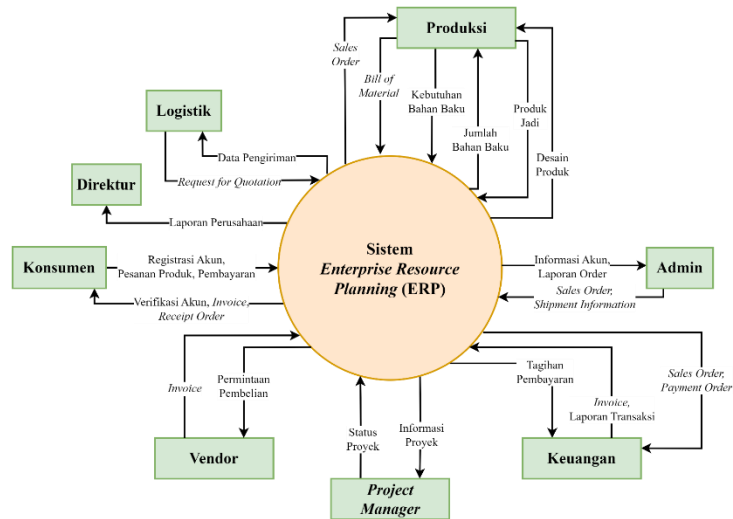 Produksi
Sales
Order
Bill of
Material
Kebutuhan
Bahan Baku
Jumlah
Bahan Baku
Produk
Jadi
Desain
Produk
Logistik
Data Pengiriman
Request for Quotation
Direktur
Laporan Perusahaan
Konsumen
Registrasi Akun,
Pesanan Produk, Pembayaran
Verifikasi Akun, Invoice,
Receipt Order
Sistem
Enterprise Resource
Planning (ERP)
Informasi Akun,
Laporan Order
Admin
Sales Order,
Shipment Information
Invoice
Permintaan
Pembelian
Vendor
Status
Proyek
Informasi
Proyek
Project
Manager
Tagihan
Pembayaran
Invoice,
Laporan Transaksi
Sales Order,
Payment Order
Keuangan